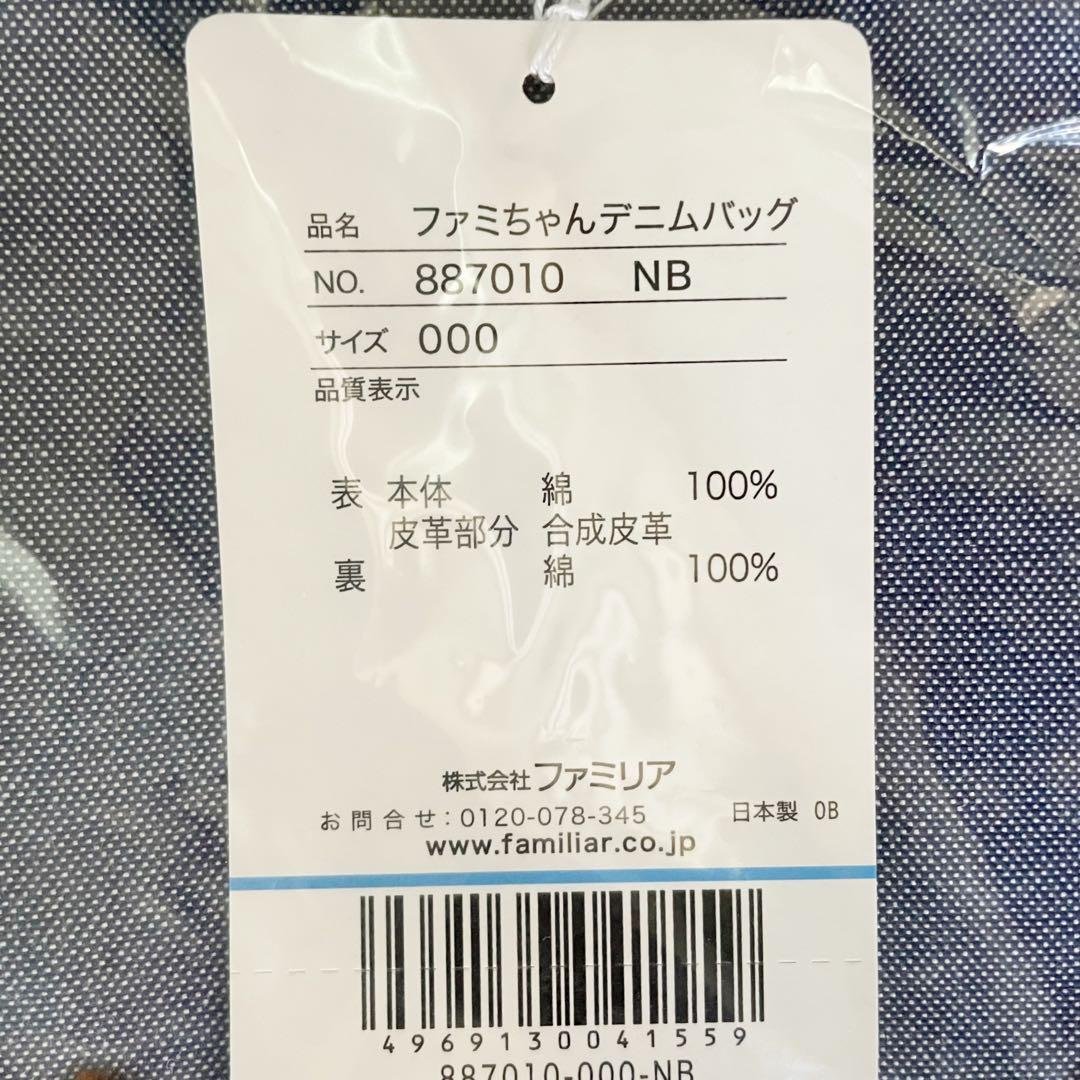 品名 ファミちゃんデニムバッグ
NO. 887010 NB
サイズ 000
品質表示
表 本体 綿 100%
皮革部分 合成皮革
裏 綿 100%
株式会社ファミリア
お問合せ:0120-078-345 日本製 0B
www.familiar.co.jp
4969130041559
887010-000-NB